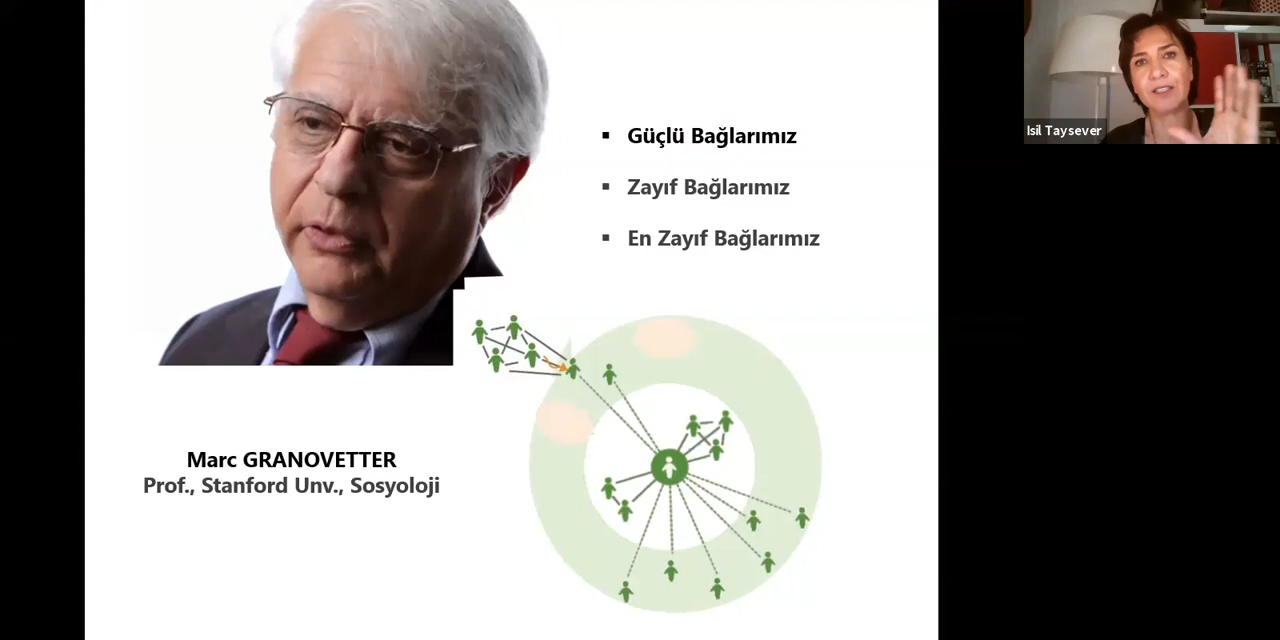 Güçlü Bağlarımız
Zayıf Bağlarımız
En Zayıf Bağlarımız
Marc GRANOVETTER
Prof., Stanford Unv., Sosyoloji
Isil Taysever